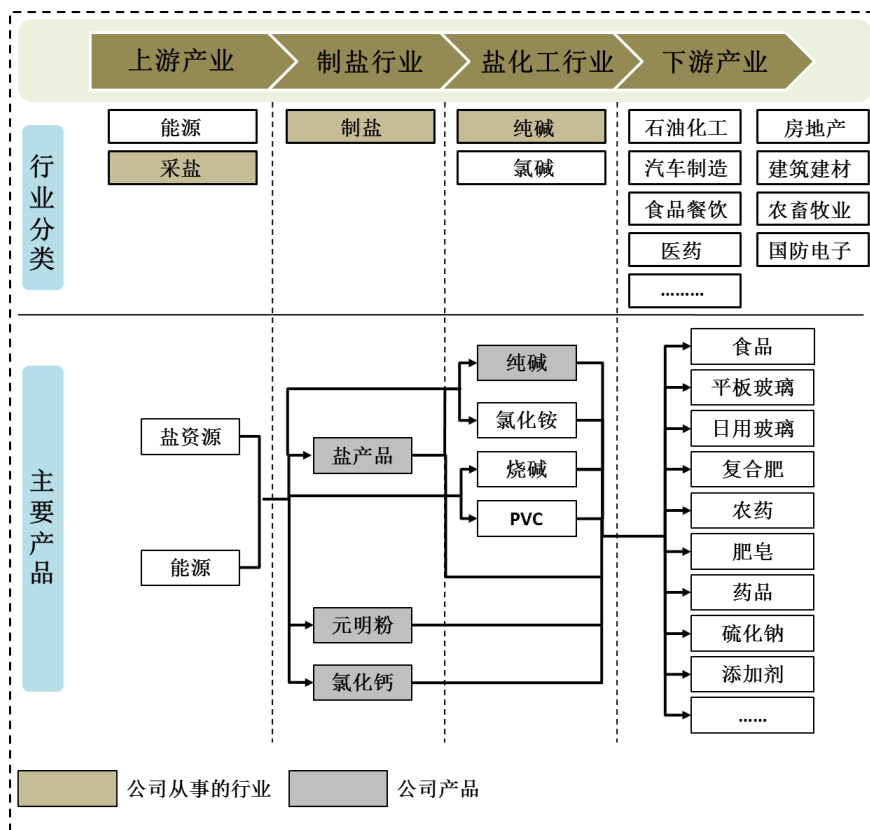 上游产业
制盐行业
盐化工行业
下游产业
行业分类
能源
制盐
纯碱
石油化工
房地产
采盐
氯碱
汽车制造
建筑建材
食品餐饮
农畜牧业
医药
国防电子
………
主要产品
盐资源
能源
盐产品
元明粉
氯化钙
纯碱
氯化铵
烧碱
PVC
食品
平板玻璃
日用玻璃
复合肥
农药
肥皂
药品
硫化钠
添加剂
……
公司从事的行业
公司产品